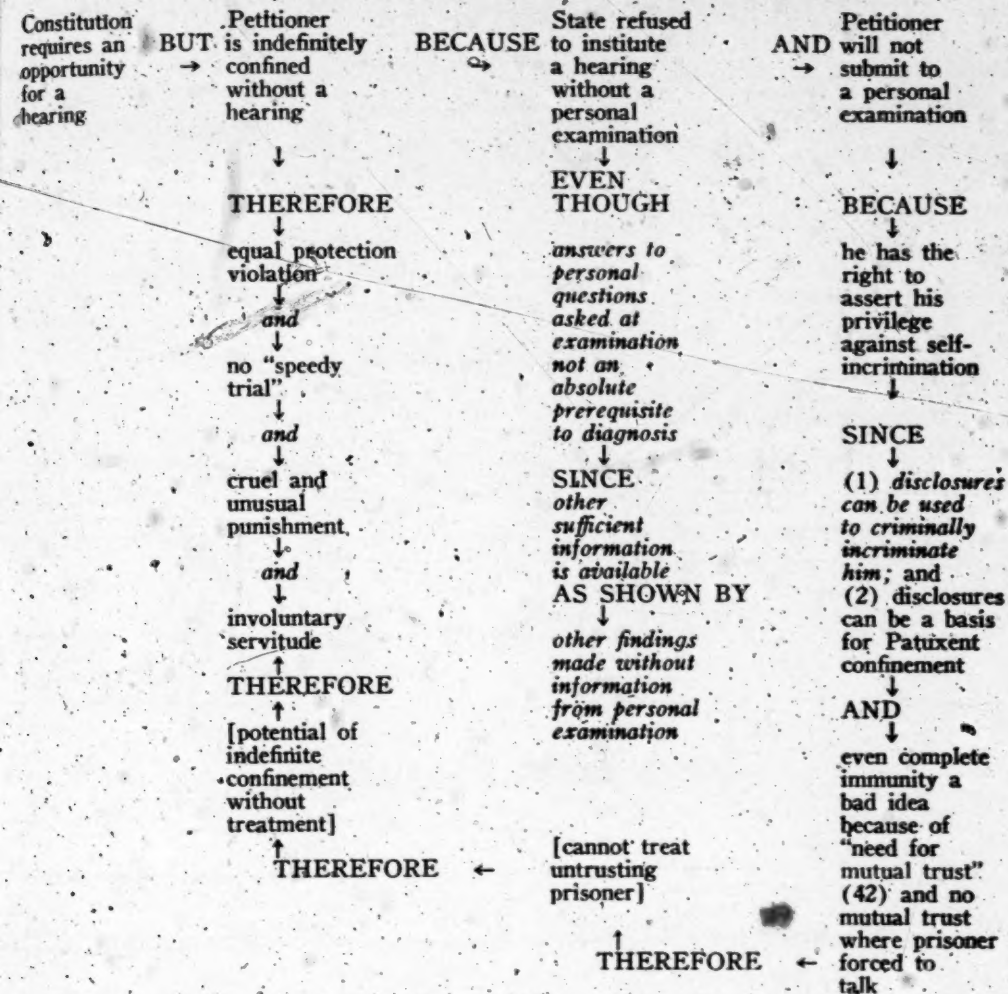 Constitution
requires an
opportunity
for a
hearing
BUT
→
Petitioner
is indefinitely
confined
without a
hearing
↓
THEREFORE
↓
equal protection
violation
↓
and
↓
no "speedy
trial"
↓
and
↓
cruel and
unusual
punishment
↓
and
↓
involuntary
servitude
↑
THEREFORE
↑
[potential of
indefinite
confinement
without
treatment]
↑
THEREFORE ←
BECAUSE
→
State refused
to institute
a hearing
without a
personal
examination
↓
EVEN
THOUGH
answers to
personal
questions
asked at
examination
not an
absolute
prerequisite
to diagnosis
↓
SINCE
other
sufficient
information
is available
AS SHOWN BY
↓
other findings
made without
information
from personal
examination
[cannot treat
untrusting
prisoner]
↑
THEREFORE ←
AND
→
Petitioner
will not
submit to
a personal
examination
↓
BECAUSE
↓
he has the
right to
assert his
privilege
against self-
incrimination
↓
SINCE
↓
(1) disclosures
can be used
to criminally
incriminate
him; and
(2) disclosures
can be a basis
for Patuxent
confinement
↓
AND
↓
even complete
immunity a
bad idea
because of
"need for
mutual trust"
(42) and no
mutual trust
where prisoner
forced to
talk